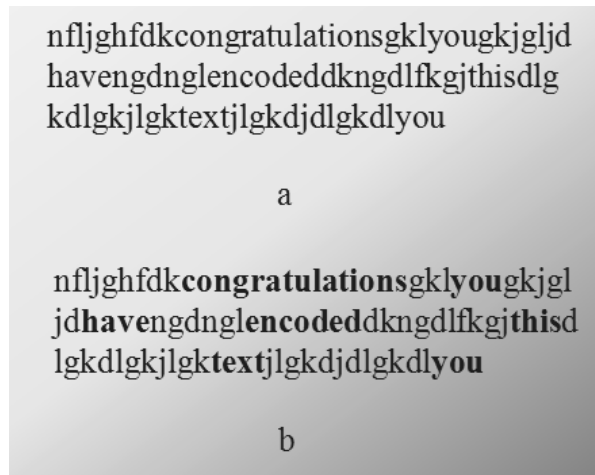 nfljghfdkcongratulationsgklyougkjgljd
havengdnglencodeddkngdlfkgjthisdlg
kdlgkjlgktextjlgkdjdlgkdlyou
a
nfljghfdkcongratulationsgklyougkjgl
jdhavengdnglencodeddkngdlfkgjthisd
lgkdlgkjlgktextjlgkdjdlgkdlyou
b